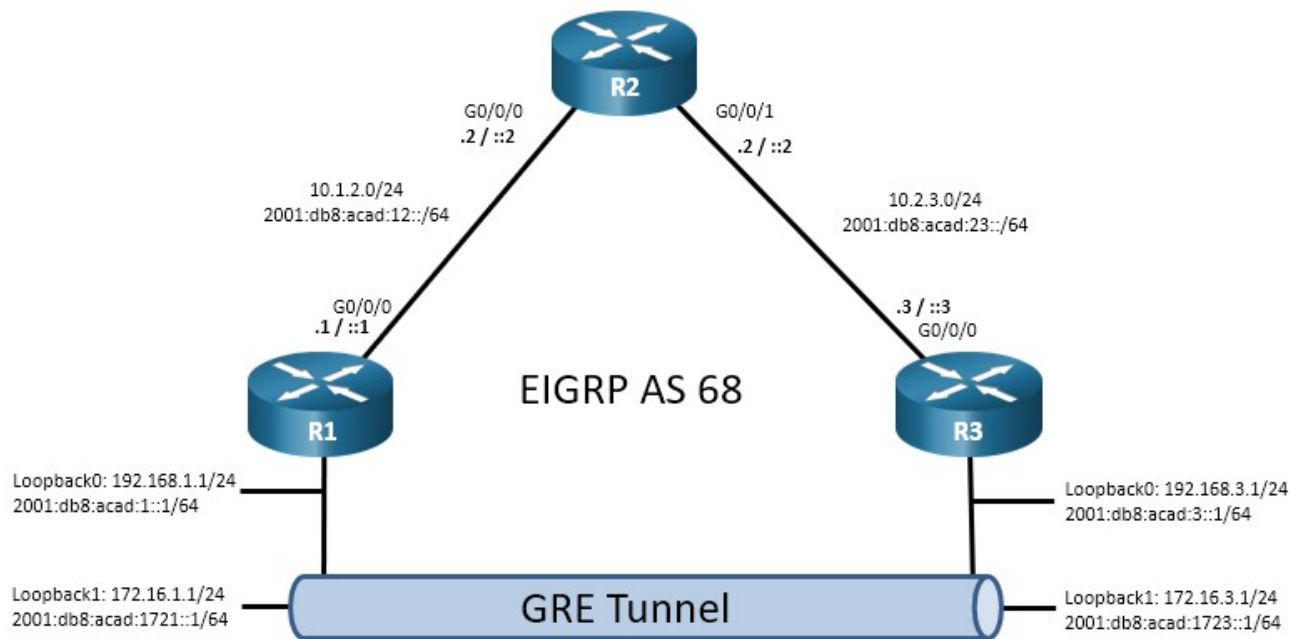 R2
G0/0/0
.2 / ::2
G0/0/1
.2 / ::2
10.1.2.0/24
2001:db8:acad:12::/64
10.2.3.0/24
2001:db8:acad:23::/64
G0/0/0
.1 / ::1
.3 / ::3
G0/0/0
EIGRP AS 68
R1
R3
Loopback0: 192.168.1.1/24
2001:db8:acad:1::1/64
Loopback0: 192.168.3.1/24
2001:db8:acad:3::1/64
Loopback1: 172.16.1.1/24
2001:db8:acad:1721::1/64
GRE Tunnel
Loopback1: 172.16.3.1/24
2001:db8:acad:1723::1/64